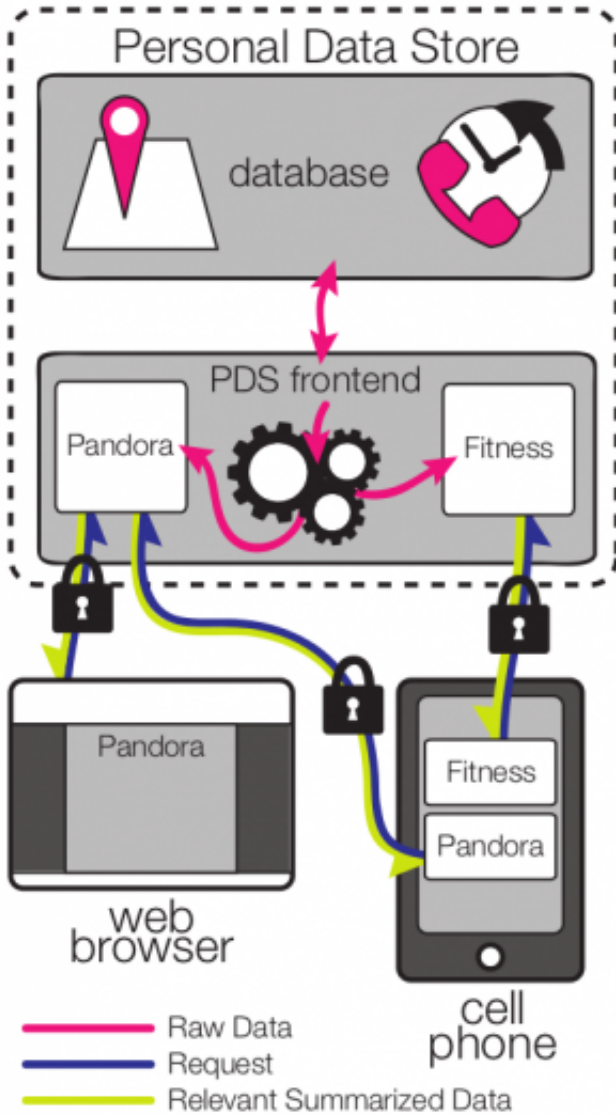 Personal Data Store
database
PDS frontend
Pandora
Fitness
Pandora
Fitness
Pandora
web
browser
cell
phone
Raw Data
Request
Relevant Summarized Data